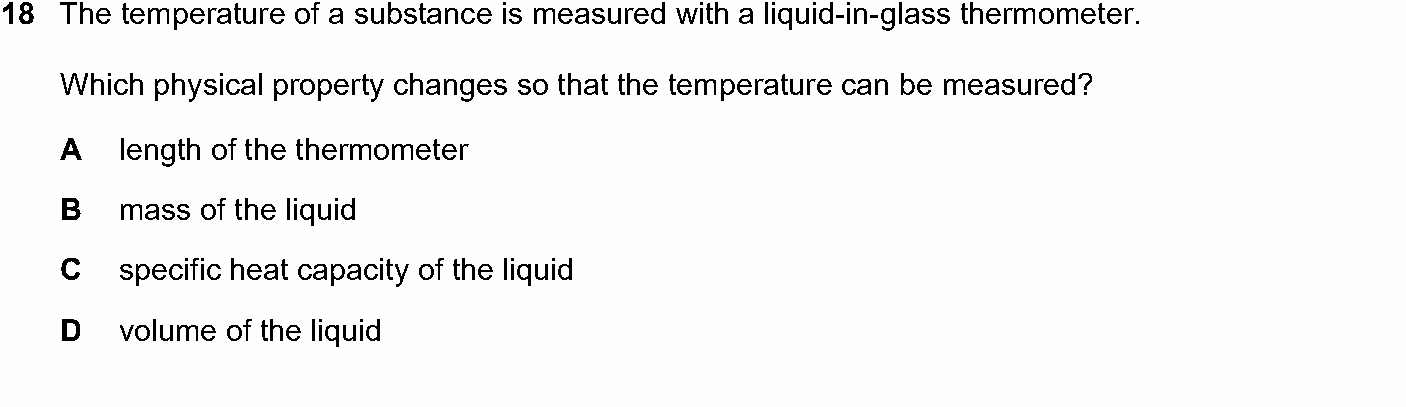 18 The temperature of a substance is measured with a liquid-in-glass thermometer.
Which physical property changes so that the temperature can be measured?
A length of the thermometer
B mass of the liquid
C specific heat capacity of the liquid
D volume of the liquid